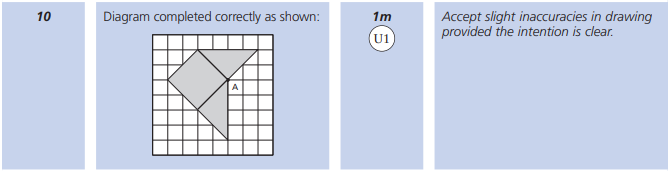 10
Diagram completed correctly as shown:
A
1m
U1
Accept slight inaccuracies in drawing
provided the intention is clear.